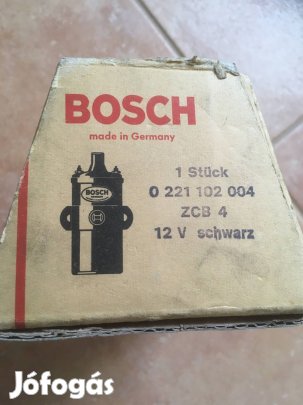 BOSCH
made in Germany
1 Stück
0 221 102 004
ZCB 4
12 V schwarz
BOSCH
Jófogás